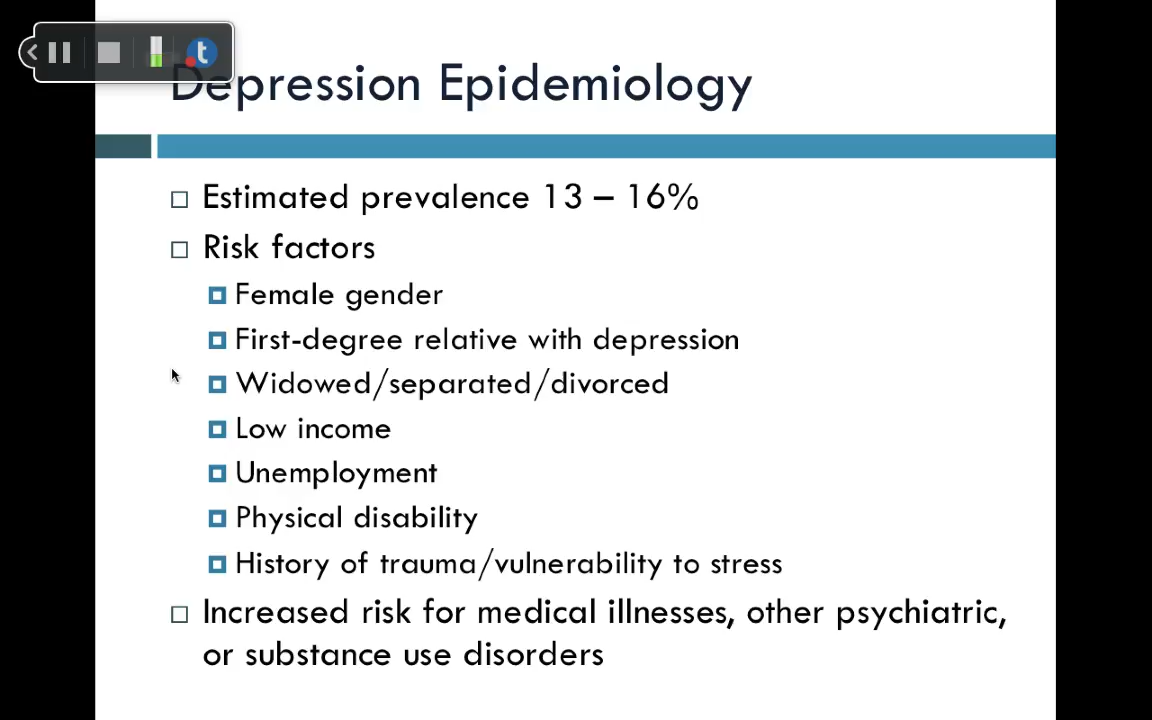 Depression Epidemiology
Estimated prevalence 13 – 16%
Risk factors
Female gender
First-degree relative with depression
Widowed/separated/divorced
Low income
Unemployment
Physical disability
History of trauma/vulnerability to stress
Increased risk for medical illnesses, other psychiatric,
or substance use disorders